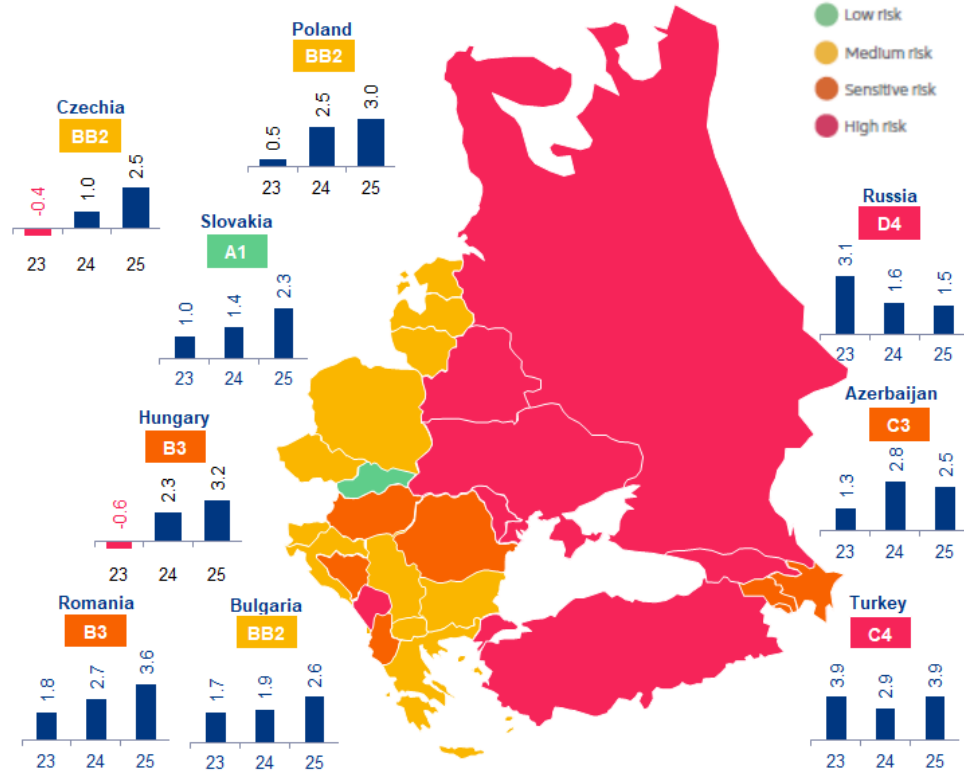 Low risk
Medium risk
Sensitive risk
High risk
Poland
BB2
0.5
2.5
3.0
23
24
25
Czechia
BB2
-0.4
1.0
2.5
23
24
25
Slovakia
A1
1.0
1.4
2.3
23
24
25
Russia
D4
3.1
1.6
1.5
23
24
25
Hungary
B3
-0.6
2.3
3.2
23
24
25
Azerbaijan
C3
1.3
2.8
2.5
23
24
25
Romania
B3
1.8
2.7
3.6
23
24
25
Bulgaria
BB2
1.7
1.9
2.6
23
24
25
Turkey
C4
3.9
2.9
3.9
23
24
25